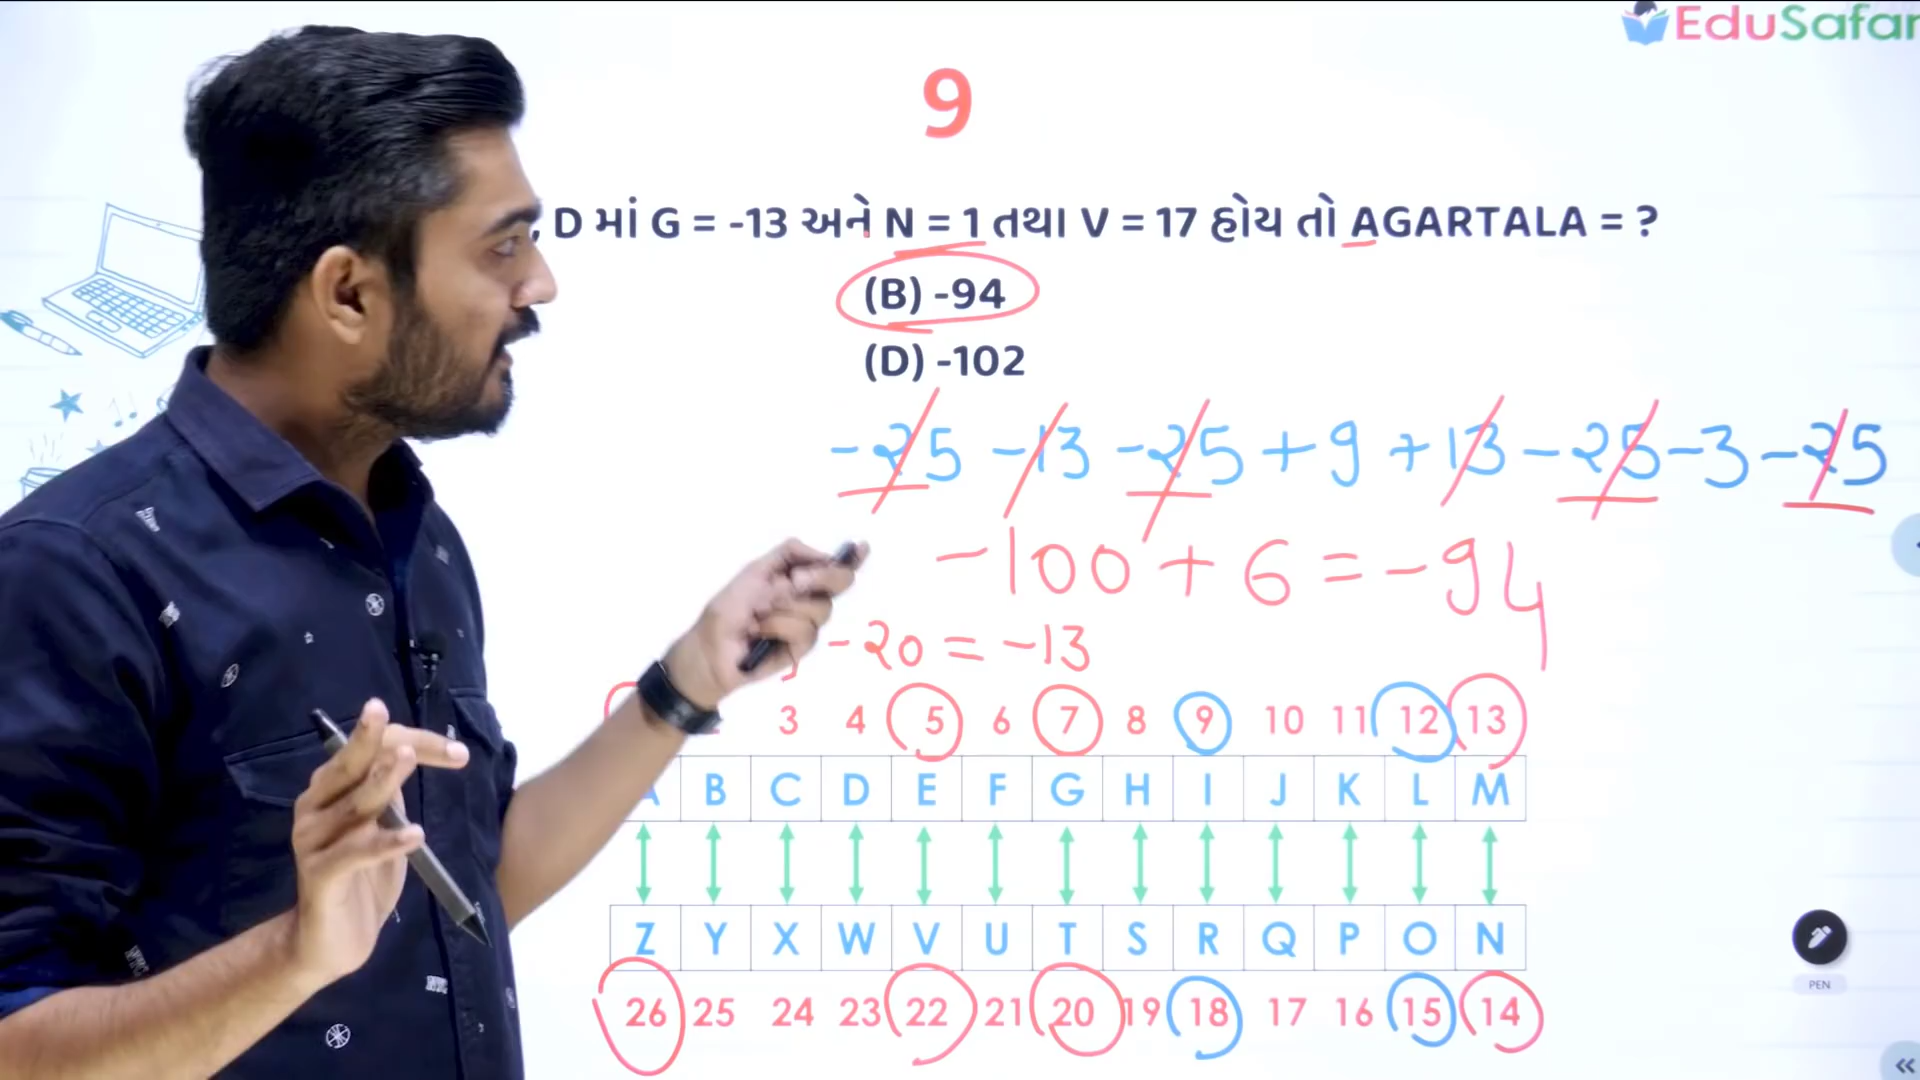 EduSafar
9
, D માં G = -13 અને N = 1 તથા V = 17 હોય તો AGARTALA = ?
(B) -94
(D) -102
-25 -13 -25 +9 +13 -25 -3 -25
-100 + 6 = -94
-20 = -13
3 4 5 6 7 8 9 10 11 12 13
A B C D E F G H I J K L M
Z Y X W V U T S R Q P O N
26 25 24 23 22 21 20 19 18 17 16 15 14
PEN